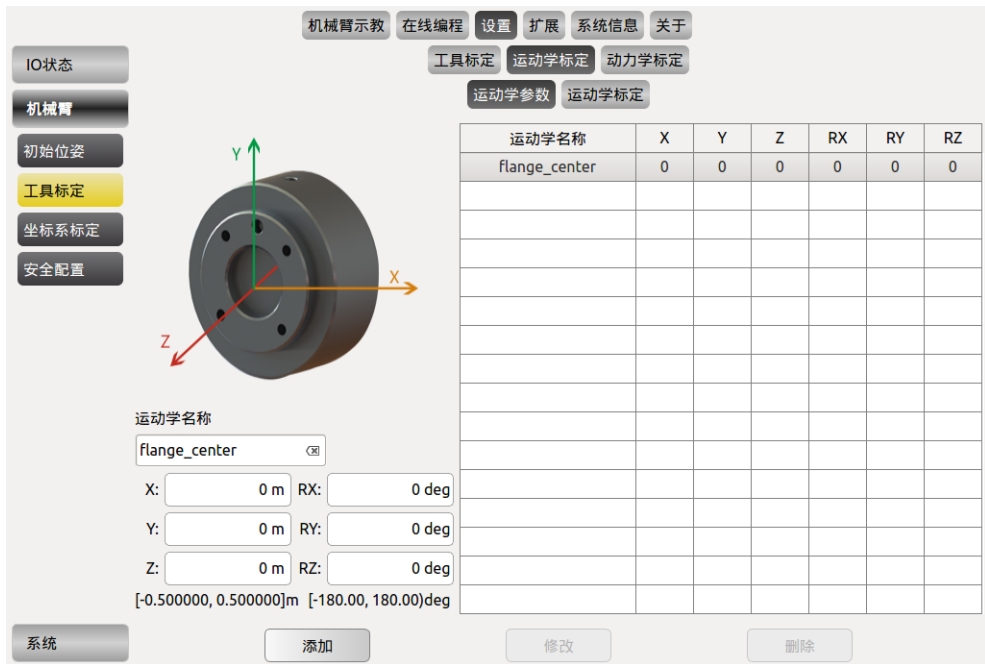 机械臂示教 在线编程 设置 扩展 系统信息 关于
工具标定 运动学标定 动力学标定
运动学参数 运动学标定
IO状态
机械臂
初始位姿
工具标定
坐标系标定
安全配置
系统
Y
X
Z
运动学名称
flange_center
X: 0 m RX: 0 deg
Y: 0 m RY: 0 deg
Z: 0 m RZ: 0 deg
[-0.500000, 0.500000]m [-180.00, 180.00)deg
运动学名称 X Y Z RX RY RZ
flange_center 0 0 0 0 0 0
添加 修改 删除